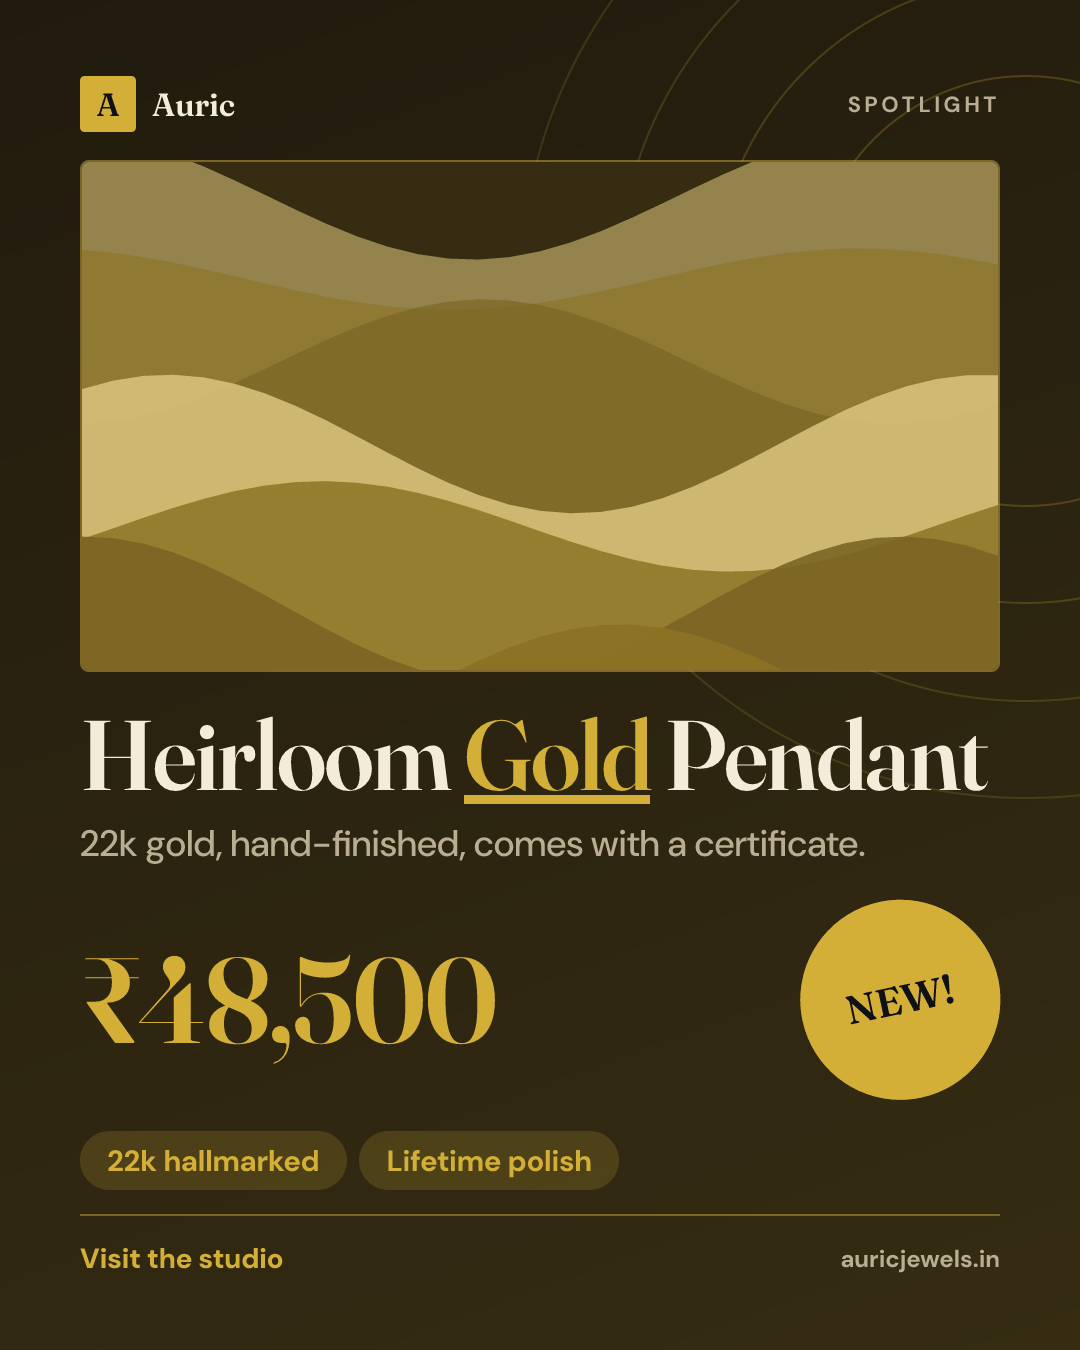 A Auric
SPOTLIGHT
Heirloom Gold Pendant
22k gold, hand-finished, comes with a certificate.
₹48,500
NEW!
22k hallmarked
Lifetime polish
Visit the studio
auricjewels.in